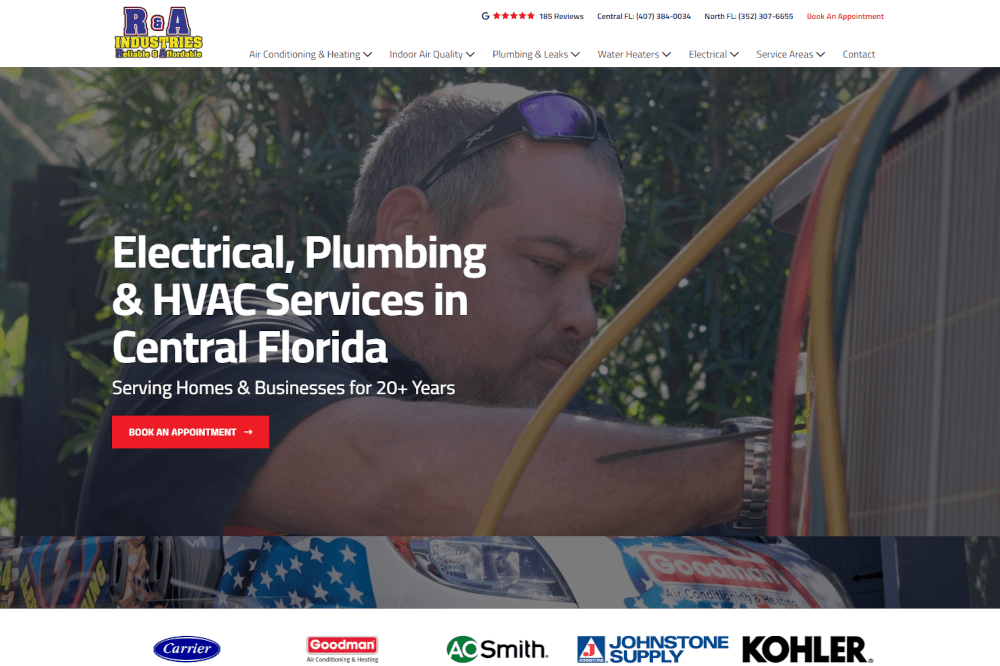 R&A
INDUSTRIES
Reliable & Affordable
G 185 Reviews Central FL: (407) 384-0034 North FL: (352) 307-6655 Book An Appointment
Air Conditioning & Heating Indoor Air Quality Plumbing & Leaks Water Heaters Electrical Service Areas Contact
Electrical, Plumbing
& HVAC Services in
Central Florida
Serving Homes & Businesses for 20+ Years
BOOK AN APPOINTMENT →
Goodman
Air Conditioning & Heating
Carrier
Goodman
Air Conditioning & Heating
AO Smith.
J
JOHNSTONE
JOHNSTONE
SUPPLY
KOHLER.